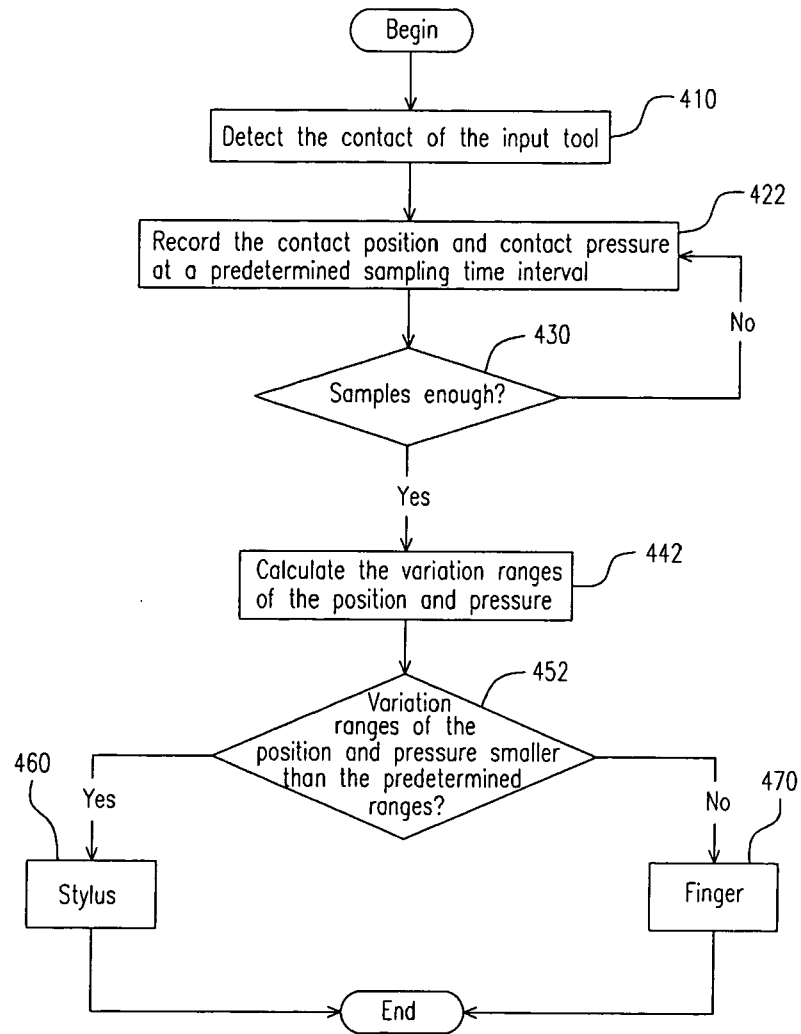 Begin
410
Detect the contact of the input tool
422
Record the contact position and contact pressure
at a predetermined sampling time interval
No
430
Samples enough?
Yes
442
Calculate the variation ranges
of the position and pressure
452
Variation
ranges of the
position and pressure smaller
than the predetermined
ranges?
460
Yes
No
470
Stylus
Finger
End